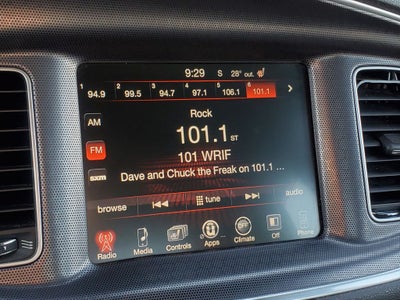 9:29 S 28° out.
1 94.9 2 99.5 3 94.7 4 97.1 5 106.1 6 101.1
Rock
AM
101.1 ST
FM
101 WRIF
Dave and Chuck the Freak on 101.1 ...
sxm
browse tune audio
Radio Media Controls Apps Climate Off Phone